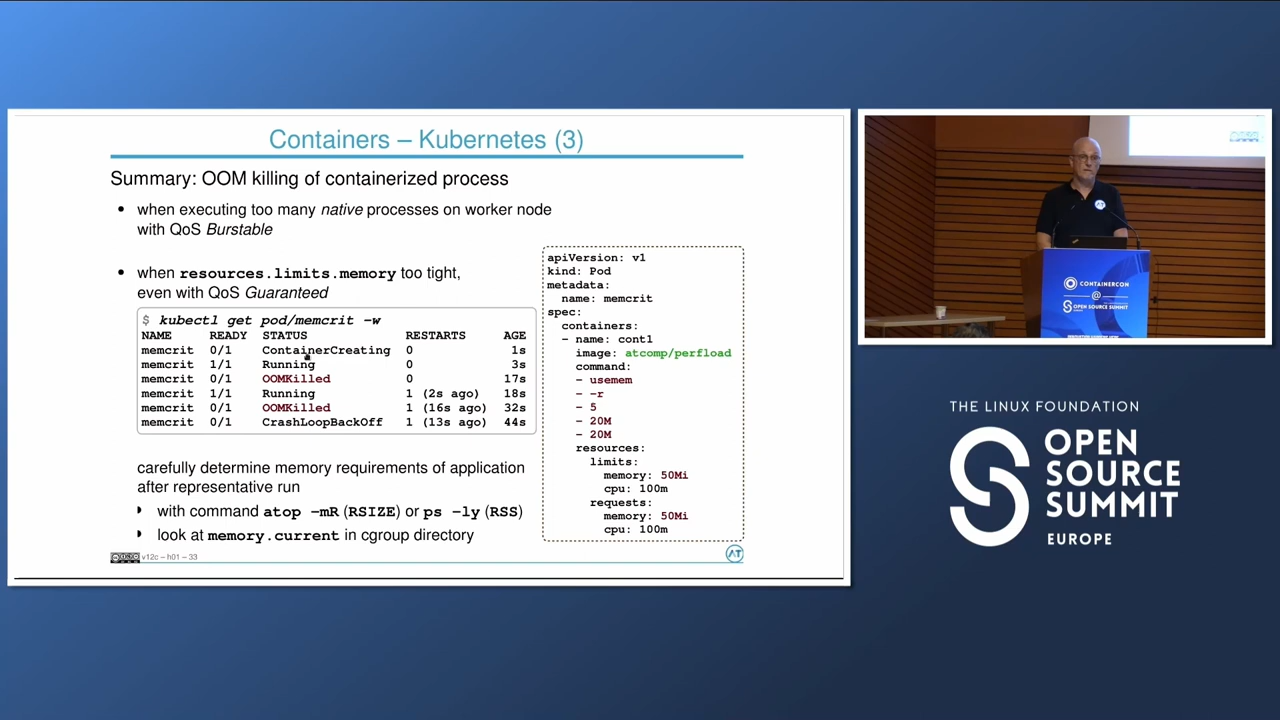 Containers – Kubernetes (3)
Summary: OOM killing of containerized process
• when executing too many native processes on worker node
with QoS Burstable
• when resources.limits.memory too tight,
even with QoS Guaranteed
$ kubectl get pod/memcrit -w
NAME READY STATUS RESTARTS AGE
memcrit 0/1 ContainerCreating 0 1s
memcrit 1/1 Running 0 3s
memcrit 0/1 OOMKilled 0 17s
memcrit 1/1 Running 1 (2s ago) 18s
memcrit 0/1 OOMKilled 1 (16s ago) 32s
memcrit 0/1 CrashLoopBackOff 1 (13s ago) 44s
carefully determine memory requirements of application
after representative run
with command atop -mR (RSIZE) or ps -ly (RSS)
look at memory.current in cgroup directory
v12c – h01 – 33
apiVersion: v1
kind: Pod
metadata:
  name: memcrit
spec:
  containers:
  - name: cont1
    image: atcomp/perfload
    command:
    - usemem
    - -r
    - 5
    - 20M
    - 20M
    resources:
      limits:
        memory: 50Mi
        cpu: 100m
      requests:
        memory: 50Mi
        cpu: 100m
AT
CONTAINERCON
@
OPEN SOURCE SUMMIT
EUROPE
THE LINUX FOUNDATION
OPEN
SOURCE
SUMMIT
EUROPE